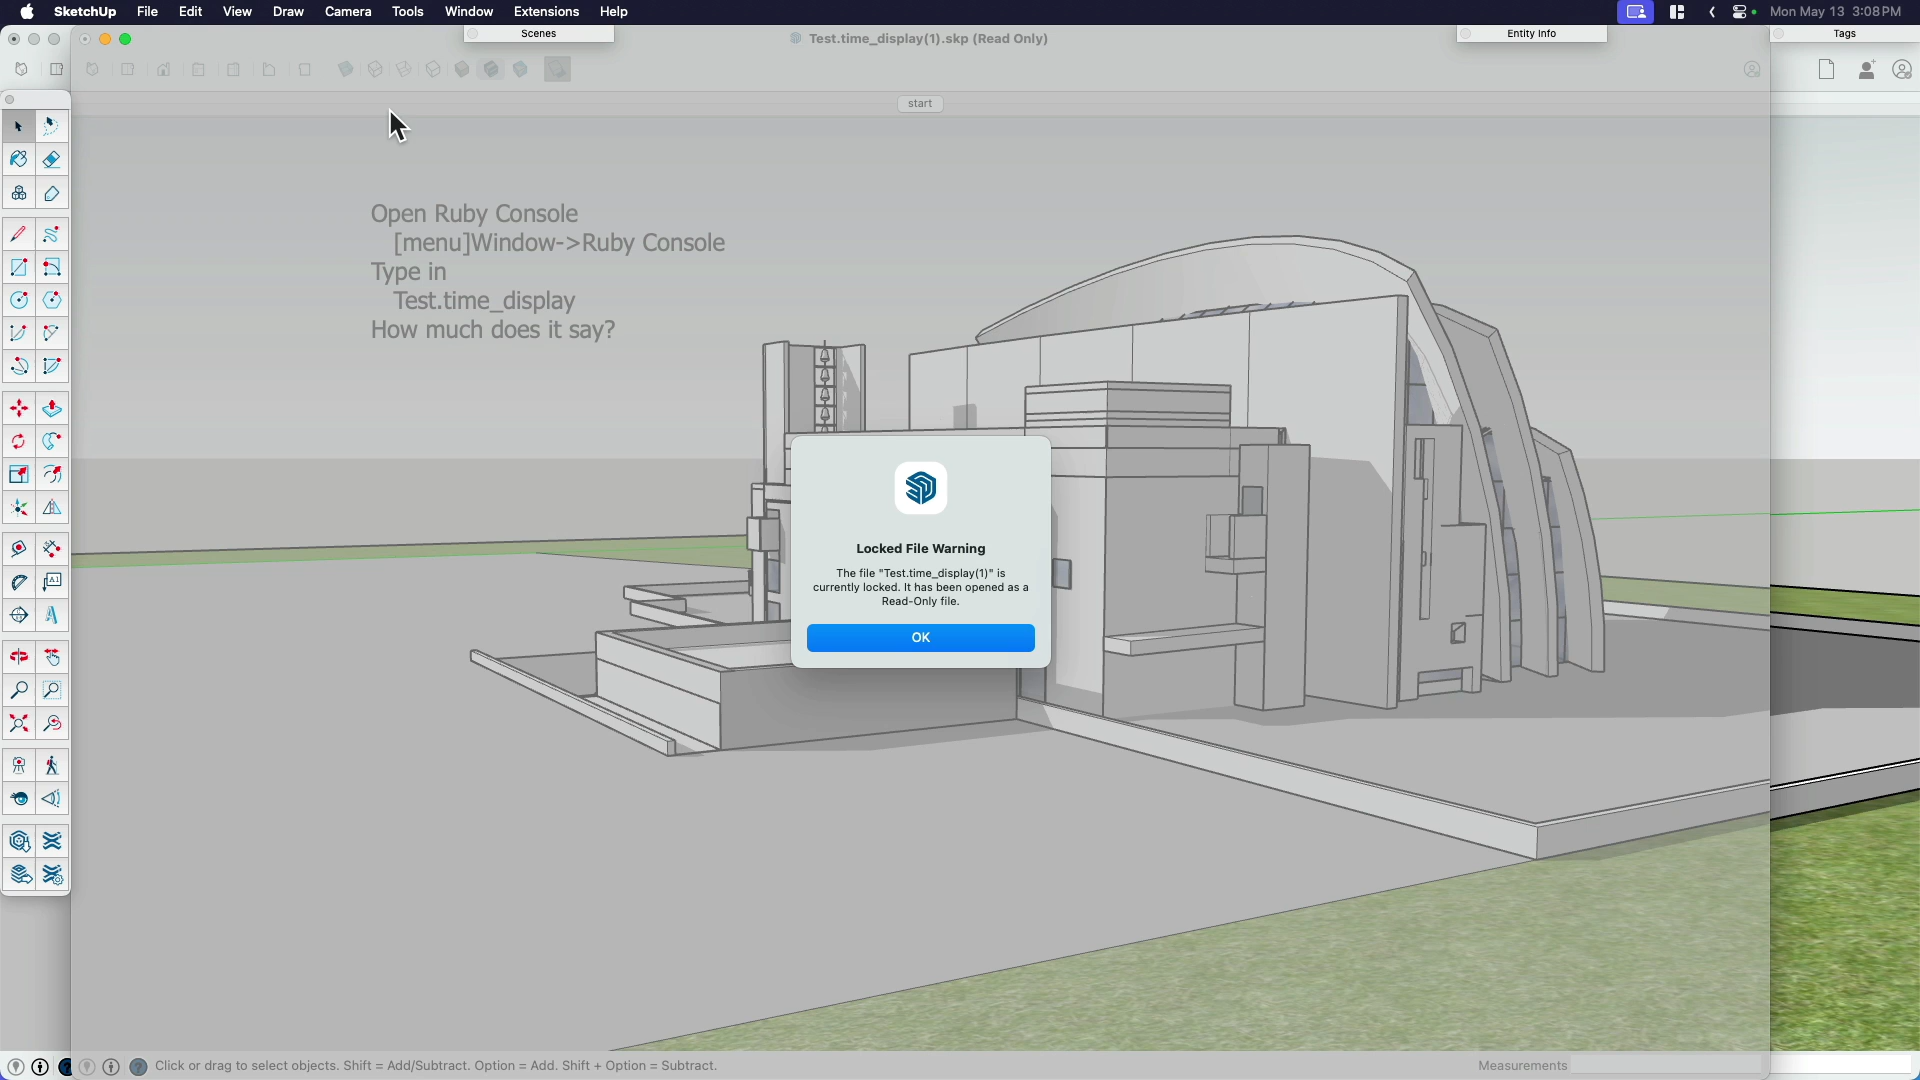 SketchUp File Edit View Draw Camera Tools Window Extensions Help
Mon May 13 3:08PM
Scenes
Test.time_display(1).skp (Read Only)
Entity Info
Tags
start
Open Ruby Console
[menu]Window->Ruby Console
Type in
Test.time_display
How much does it say?
Locked File Warning
The file "Test.time_display(1)" is
currently locked. It has been opened as a
Read-Only file.
OK
Click or drag to select objects. Shift = Add/Subtract. Option = Add. Shift + Option = Subtract.
Measurements